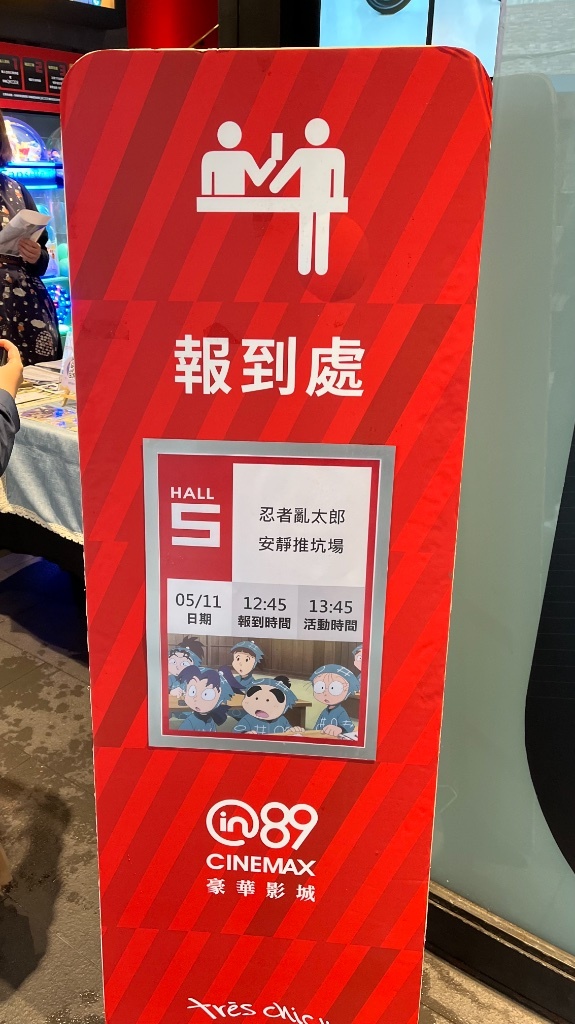 報到處
HALL
5
忍者亂太郎
安靜推坑場
05/11
日期
12:45
報到時間
13:45
活動時間
@in89
CINEMAX
豪華影城
très chic